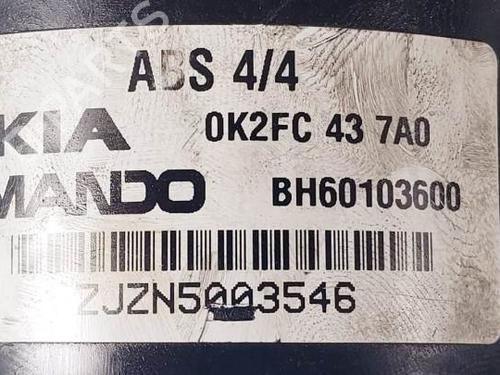 ABS 4/4
KIA 0K2FC 43 7A0
MANDO BH60103600
ZJZN5003546